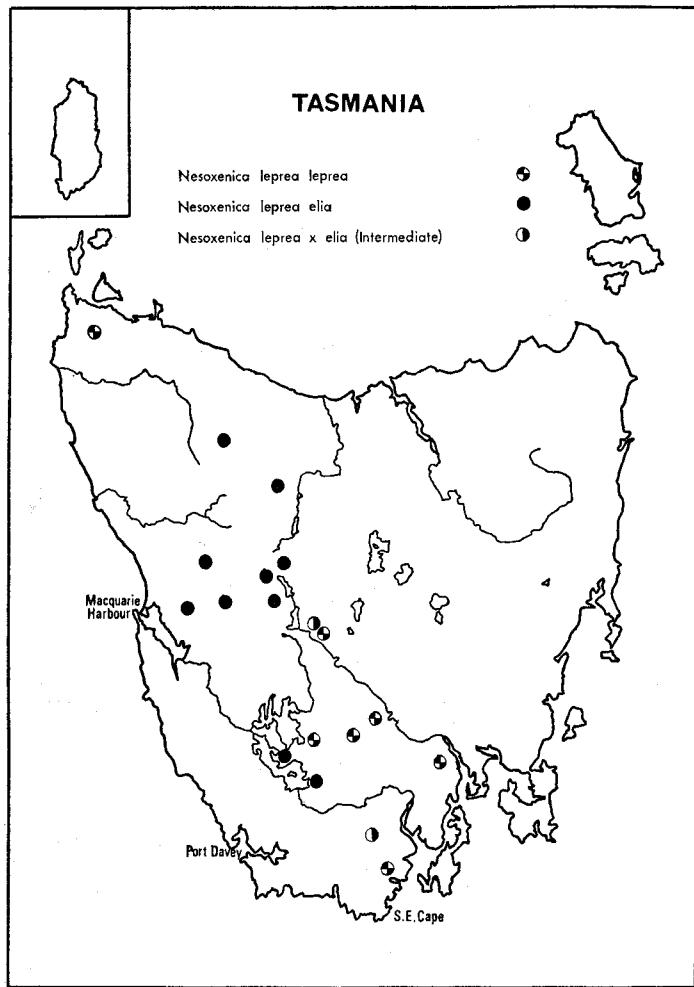 TASMANIA
Nesoxenica leprea leprea
Nesoxenica leprea elia
Nesoxenica leprea x elia (Intermediate)
Macquarie
Harbour
Port Davey
S.E. Cape